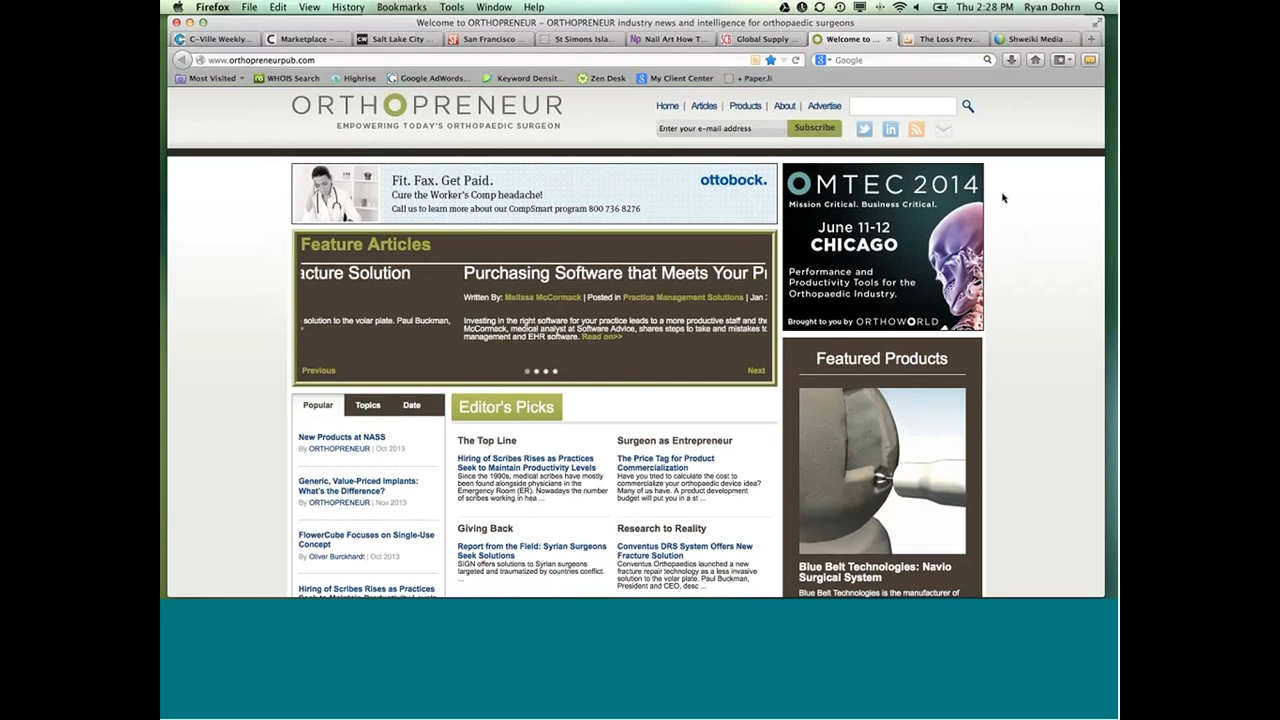 Firefox File Edit View History Bookmarks Tools Window Help Thu 2:28 PM Ryan Dohrn
Welcome to ORTHOPRENEUR – ORTHOPRENEUR industry news and intelligence for orthopaedic surgeons
C-Ville Weekly... Marketplace – ... Salt Lake City ... San Francisco ... St Simons Isla... Nail Art How T... Global Supply ... Welcome to ... The Loss Prev... Shweiki Media ...
www.orthopreneurpub.com Google
Most Visited WHOIS Search Highrise Google AdWords... Keyword Densit... Zen Desk My Client Center + Paper.li
ORTHOPRENEUR
EMPOWERING TODAY'S ORTHOPAEDIC SURGEON
Home Articles Products About Advertise
Enter your e-mail address Subscribe
Fit. Fax. Get Paid.
Cure the Worker's Comp headache!
Call us to learn more about our CompSmart program 800 736 8276
ottobock.
OMTEC 2014
Mission Critical. Business Critical.
June 11-12
CHICAGO
Performance and
Productivity Tools for the
Orthopaedic Industry.
Brought to you by ORTHOWORLD
Feature Articles
acture Solution
solution to the volar plate. Paul Buckman,
Purchasing Software that Meets Your P
Written By: Melissa McCormack | Posted in Practice Management Solutions | Jan
Investing in the right software for your practice leads to a more productive staff and the
McCormack, medical analyst at Software Advice, shares steps to take and mistakes to
management and EHR software. Read on>>
Previous Next
Popular Topics Date
New Products at NASS
By ORTHOPRENEUR | Oct 2013
Generic, Value-Priced Implants:
What's the Difference?
By ORTHOPRENEUR | Nov 2013
FlowerCube Focuses on Single-Use
Concept
By Oliver Burckhardt | Oct 2013
Hiring of Scribes Rises as Practices
Seek to Maintain Productivity Levels
Editor's Picks
The Top Line
Hiring of Scribes Rises as Practices
Seek to Maintain Productivity Levels
Since the 1990s, medical scribes have mostly
been found alongside physicians in the
Emergency Room (ER). Nowadays the number
of scribes working in hea ...
Surgeon as Entrepreneur
The Price Tag for Product
Commercialization
Have you tried to calculate the cost to
commercialize your orthopaedic device idea?
Many of us have. A product development
budget will put you in a st ...
Giving Back
Report from the Field: Syrian Surgeons
Seek Solutions
SIGN offers solutions to Syrian surgeons
targeted and traumatized by countries conflict.
...
Research to Reality
Conventus DRS System Offers New
Fracture Solution
Conventus Orthopaedics launched a new
fracture repair technology as a less invasive
solution to the volar plate. Paul Buckman,
President and CEO, desc ...
Featured Products
Blue Belt Technologies: Navio
Surgical System
Blue Belt Technologies is the manufacturer of